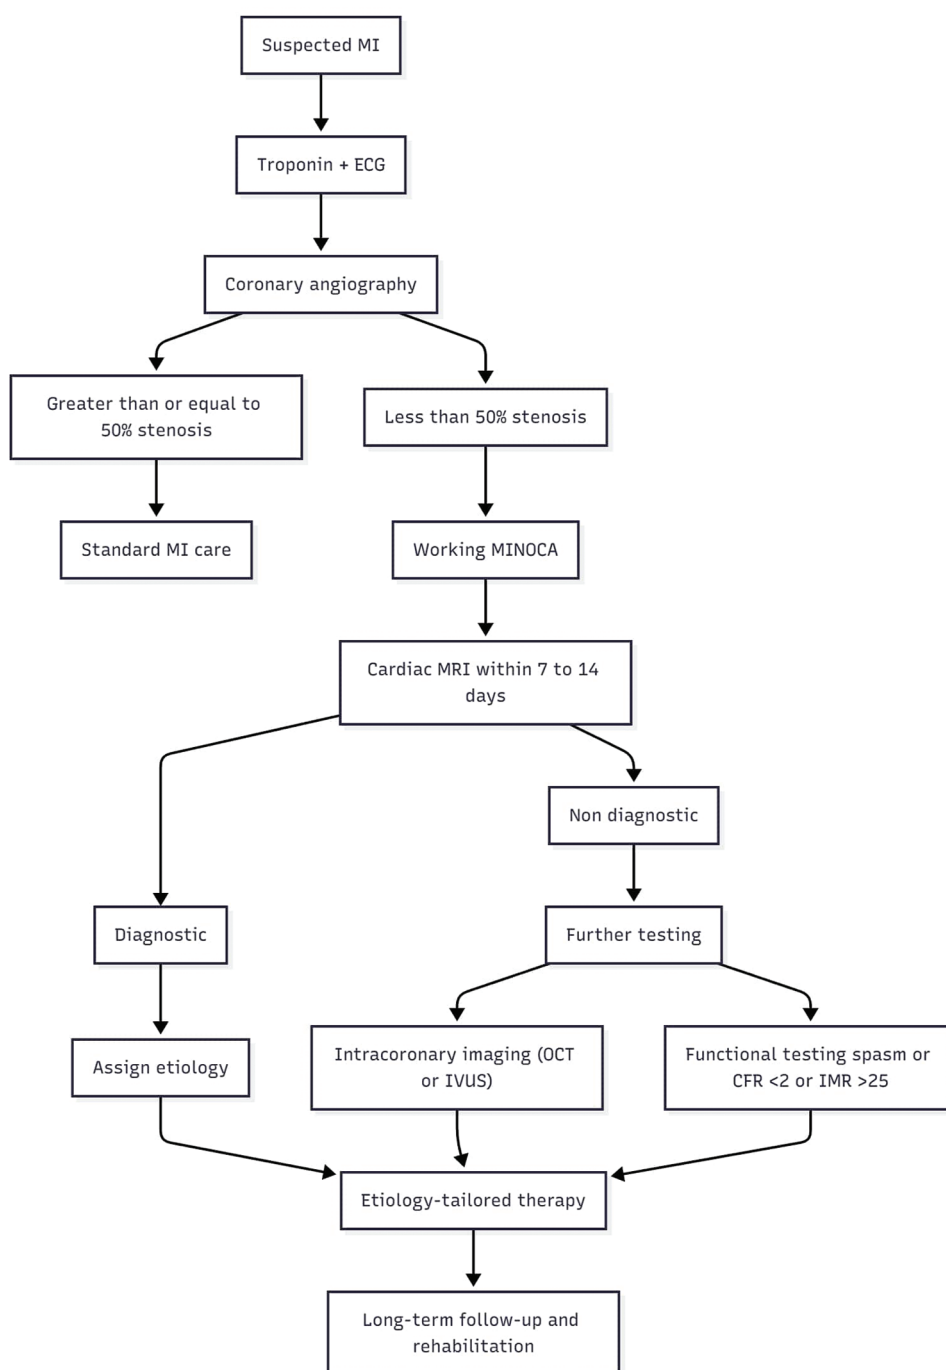 Suspected MI
Troponin + ECG
Coronary angiography
Greater than or equal to
50% stenosis
Less than 50% stenosis
Standard MI care
Working MINOCA
Cardiac MRI within 7 to 14
days
Non diagnostic
Diagnostic
Further testing
Assign etiology
Intracoronary imaging (OCT
or IVUS)
Functional testing spasm or
CFR <2 or IMR >25
Etiology-tailored therapy
Long-term follow-up and
rehabilitation